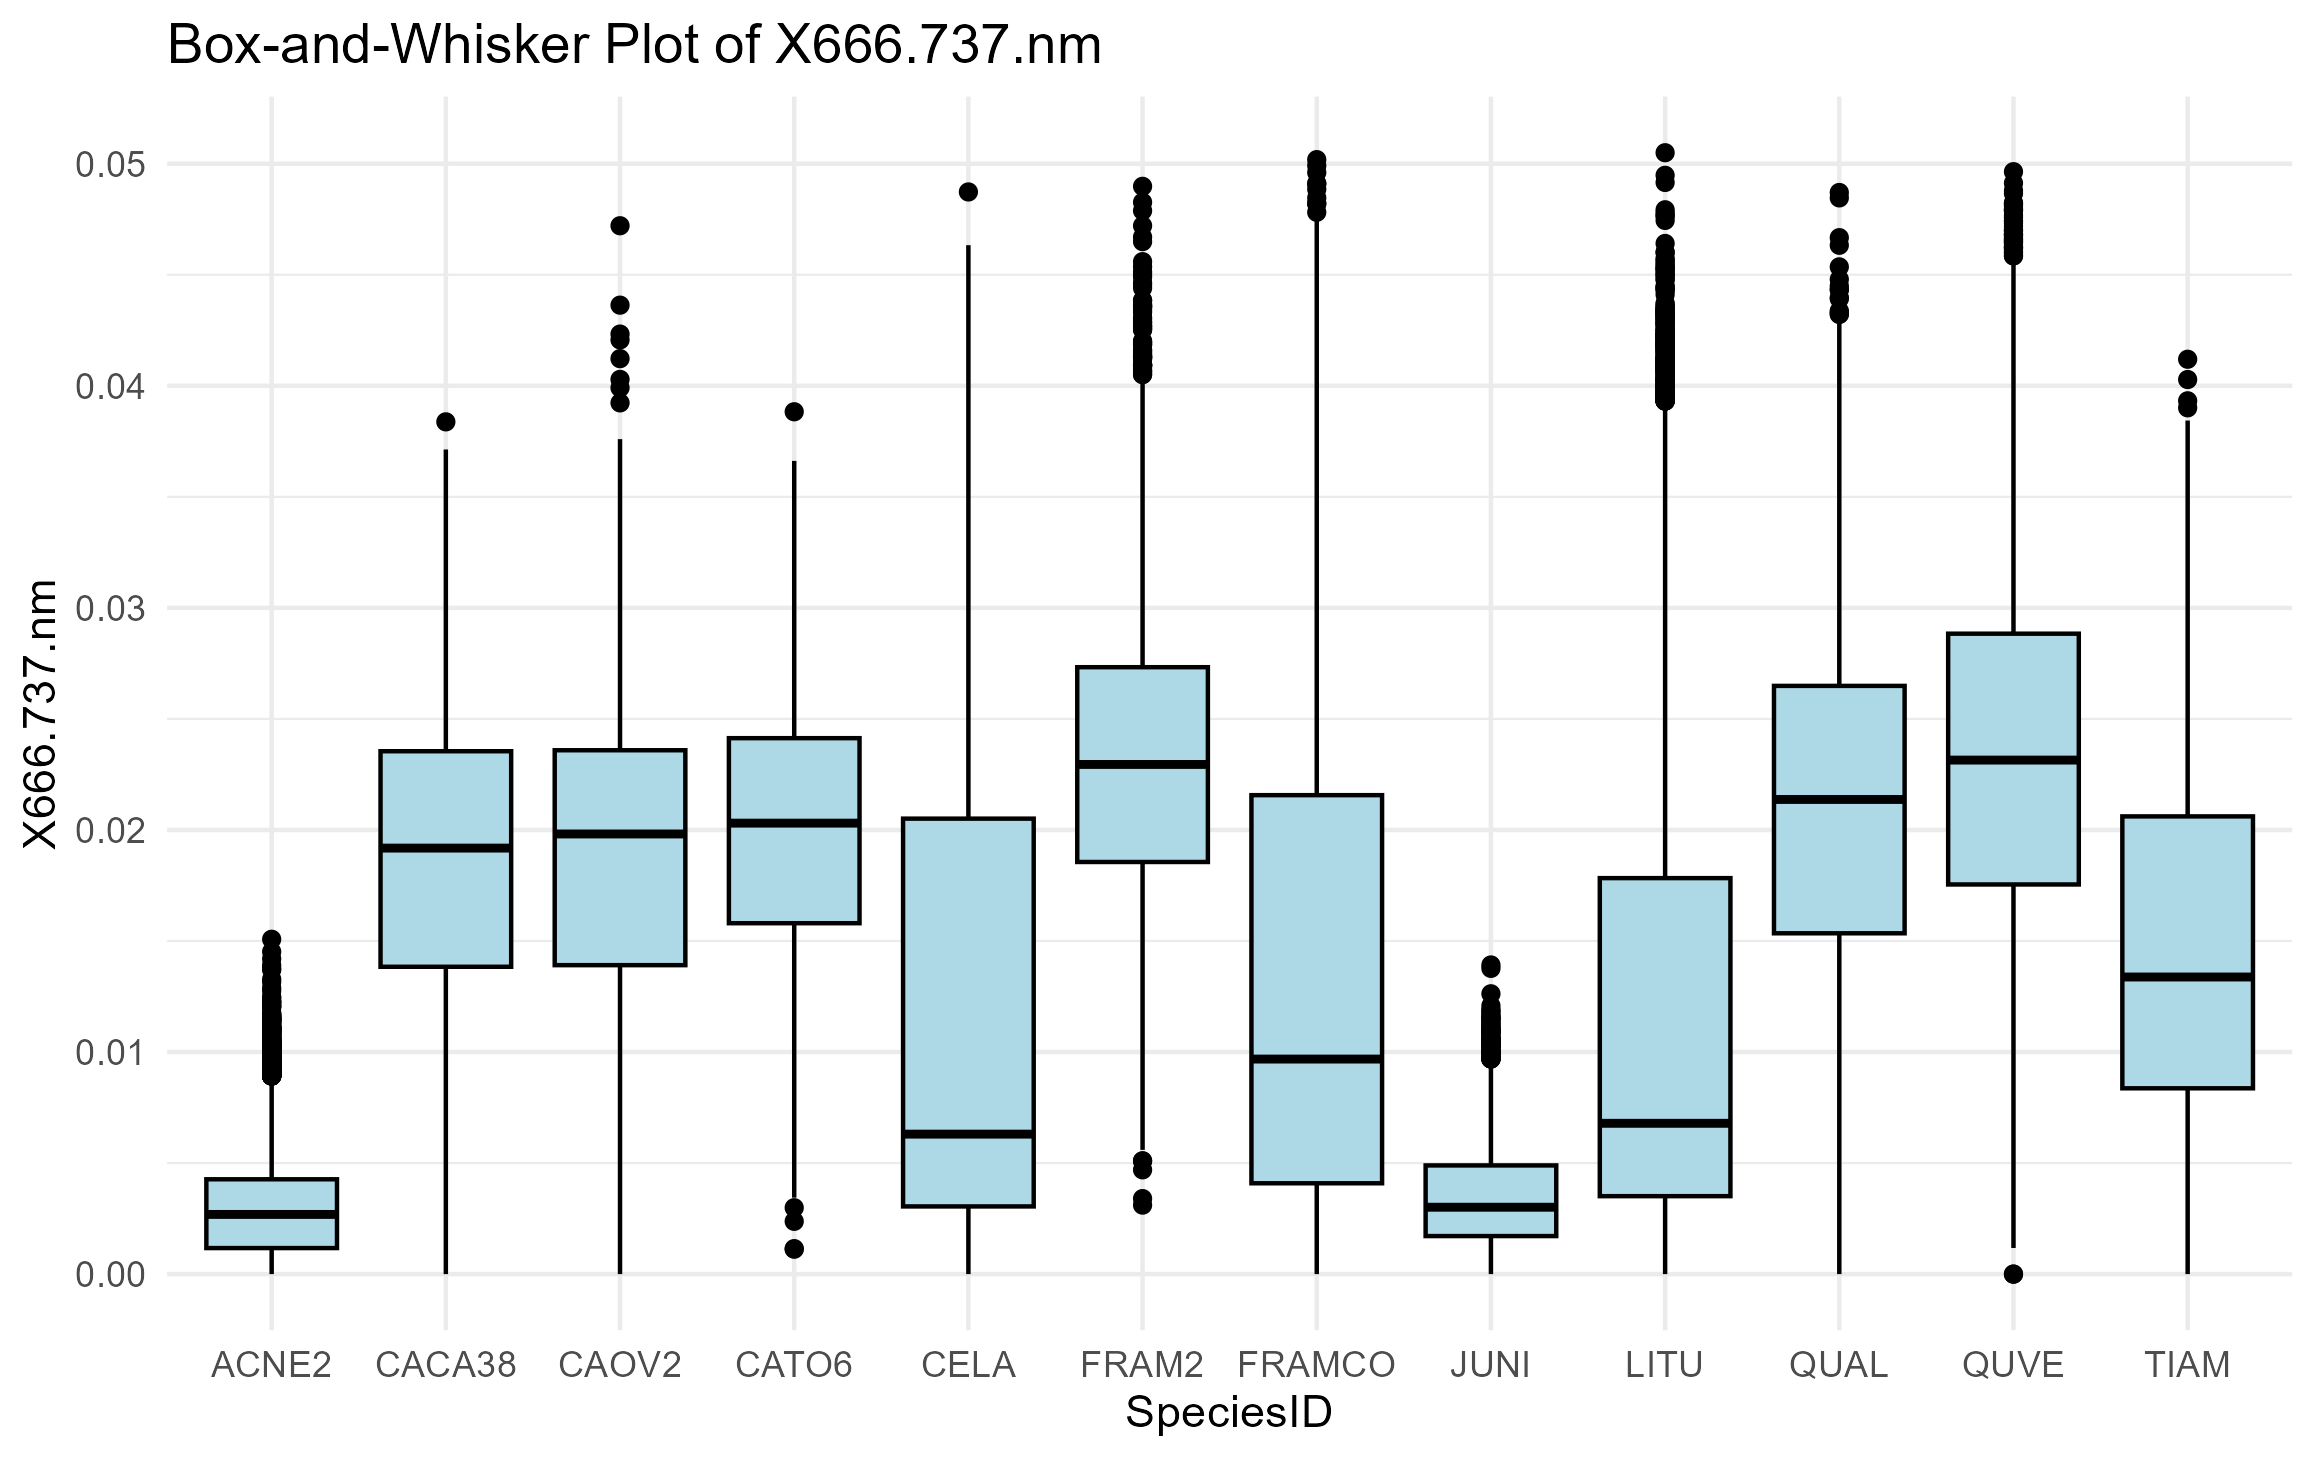 Box-and-Whisker Plot of X666.737.nm
X666.737.nm
0.05
0.04
0.03
0.02
0.01
0.00
ACNE2 CACA38 CAOV2 CATO6 CELA FRAM2 FRAMCO JUNI LITU QUAL QUVE TIAM
SpeciesID